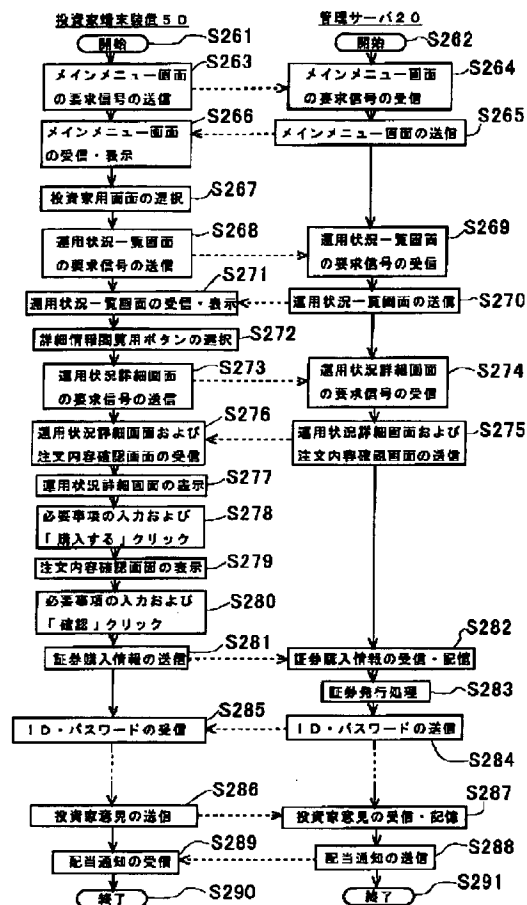 投資家端末装置50
管理サーバ20
開始
S261
開始
S262
メインメニュー画面
の要求信号の送信
S263
メインメニュー画面
の要求信号の受信
S264
メインメニュー画面の送信
S265
メインメニュー画面
の受信・表示
S266
投資家用画面の選択
S267
運用状況一覧画面
の要求信号の送信
S268
運用状況一覧画面
の要求信号の受信
S269
運用状況一覧画面の送信
S270
運用状況一覧画面の受信・表示
S271
詳細情報閲覧用ボタンの選択
S272
運用状況詳細画面
の要求信号の送信
S273
運用状況詳細画面
の要求信号の受信
S274
運用状況詳細画面および
注文内容確認画面の送信
S275
運用状況詳細画面および
注文内容確認画面の受信
S276
運用状況詳細画面の表示
S277
必要事項の入力および
「購入する」クリック
S278
注文内容確認画面の表示
S279
必要事項の入力および
「確認」クリック
S280
証券購入情報の送信
S281
証券購入情報の受信・記憶
S282
証券発行処理
S283
ID・パスワードの送信
S284
ID・パスワードの受信
S285
投資家意見の送信
S286
投資家意見の受信・記憶
S287
配当通知の送信
S288
配当通知の受信
S289
終了
S290
終了
S291